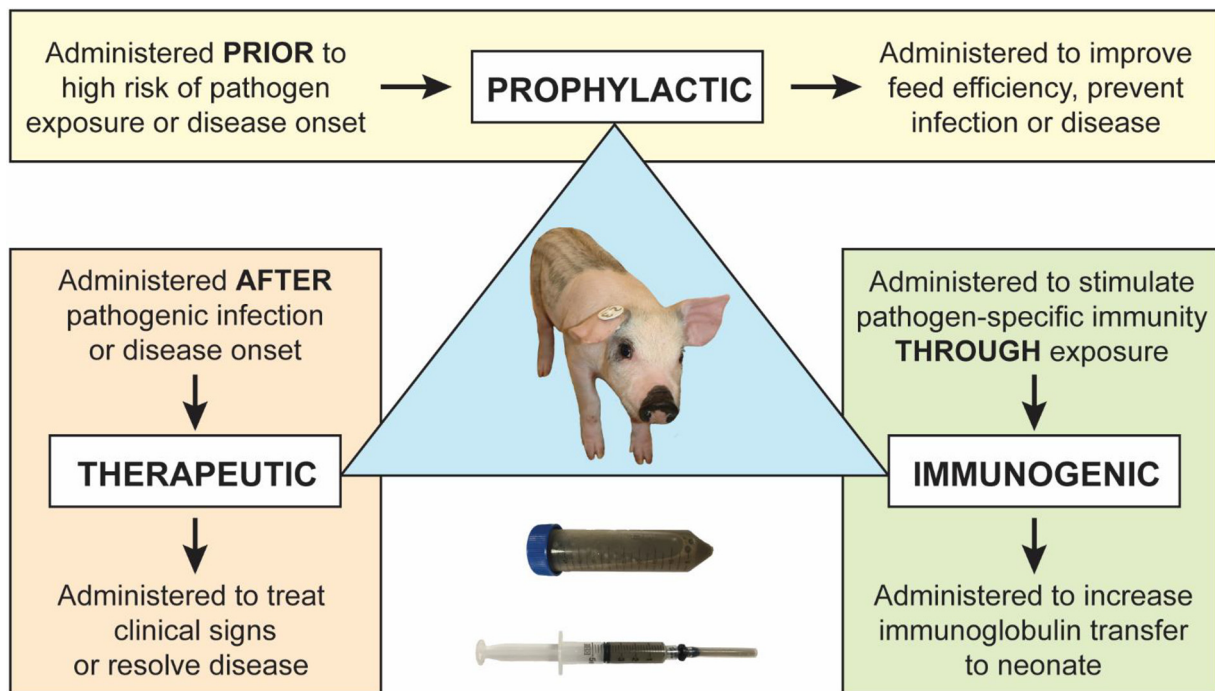 Administered PRIOR to
high risk of pathogen
exposure or disease onset
PROPHYLACTIC
Administered to improve
feed efficiency, prevent
infection or disease
Administered AFTER
pathogenic infection
or disease onset
THERAPEUTIC
Administered to treat
clinical signs
or resolve disease
Administered to stimulate
pathogen-specific immunity
THROUGH exposure
IMMUNOGENIC
Administered to increase
immunoglobulin transfer
to neonate